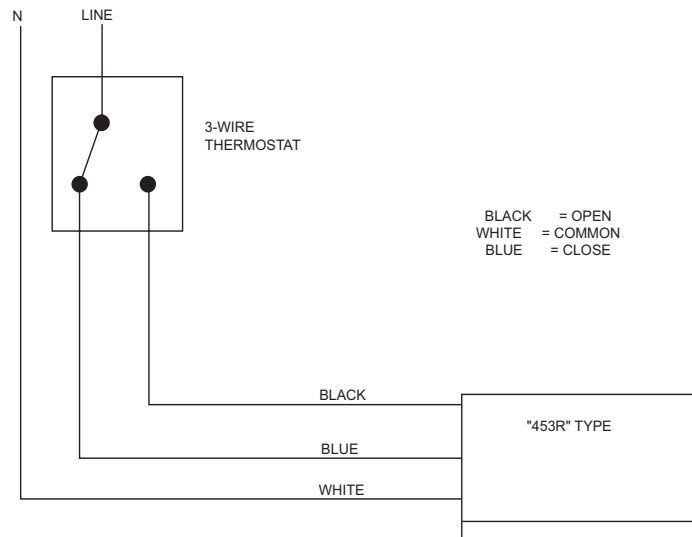 N
LINE
3-WIRE
THERMOSTAT
BLACK = OPEN
WHITE = COMMON
BLUE = CLOSE
BLACK
"453R" TYPE
BLUE
WHITE